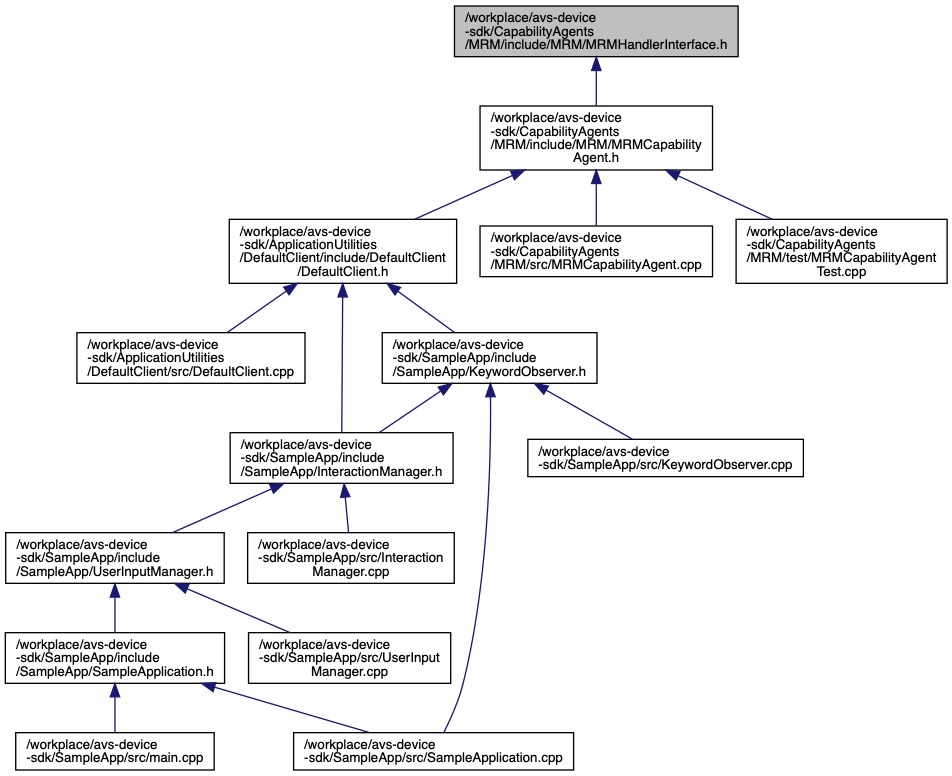 /workplace/avs-device
-sdk/CapabilityAgents
/MRM/include/MRM/MRMHandlerInterface.h
/workplace/avs-device
-sdk/CapabilityAgents
/MRM/include/MRM/MRMCapability
Agent.h
/workplace/avs-device
-sdk/ApplicationUtilities
/DefaultClient/include/DefaultClient
/DefaultClient.h
/workplace/avs-device
-sdk/CapabilityAgents
/MRM/src/MRMCapabilityAgent.cpp
/workplace/avs-device
-sdk/CapabilityAgents
/MRM/test/MRMCapabilityAgent
Test.cpp
/workplace/avs-device
-sdk/ApplicationUtilities
/DefaultClient/src/DefaultClient.cpp
/workplace/avs-device
-sdk/SampleApp/include
/SampleApp/KeywordObserver.h
/workplace/avs-device
-sdk/SampleApp/include
/SampleApp/InteractionManager.h
/workplace/avs-device
-sdk/SampleApp/src/KeywordObserver.cpp
/workplace/avs-device
-sdk/SampleApp/include
/SampleApp/UserInputManager.h
/workplace/avs-device
-sdk/SampleApp/src/Interaction
Manager.cpp
/workplace/avs-device
-sdk/SampleApp/include
/SampleApp/SampleApplication.h
/workplace/avs-device
-sdk/SampleApp/src/UserInput
Manager.cpp
/workplace/avs-device
-sdk/SampleApp/src/main.cpp
/workplace/avs-device
-sdk/SampleApp/src/SampleApplication.cpp